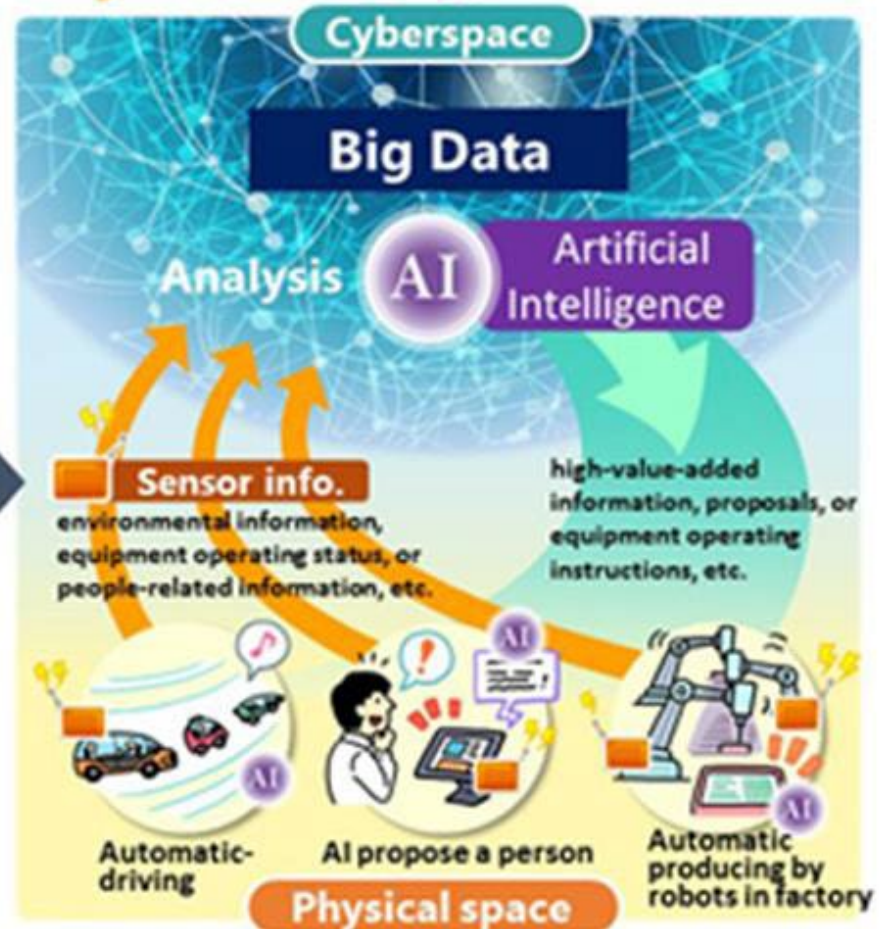 Cyberspace
Big Data
Analysis
AI
Artificial
Intelligence
Sensor info.
environmental information,
equipment operating status, or
people-related information, etc.
high-value-added
information, proposals, or
equipment operating
instructions, etc.
AI
!
AI
AI
Automatic-
driving
AI propose a person
Automatic
producing by
robots in factory
Physical space